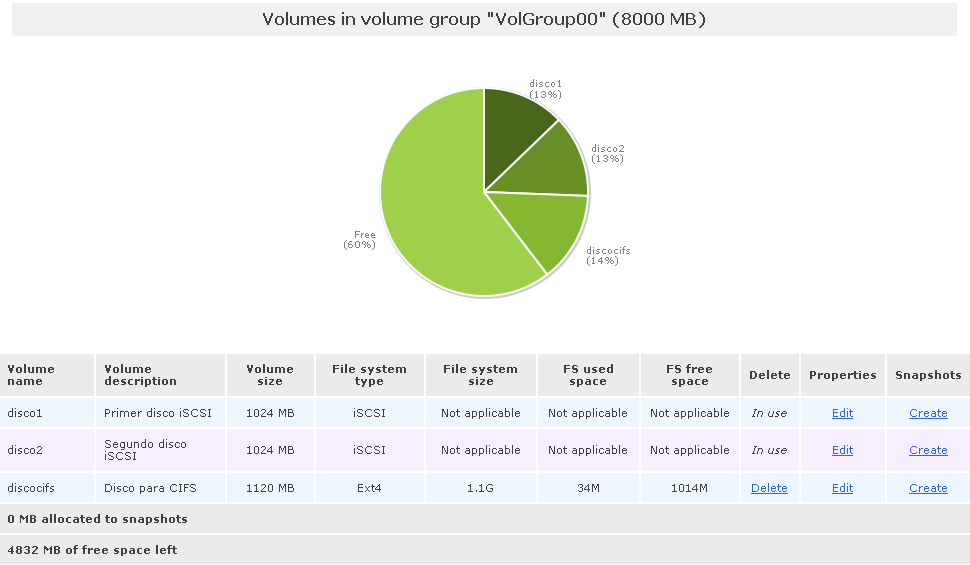 Volumes in volume group "VolGroup00" (8000 MB)
disco1
(13%)
disco2
(13%)
Free
(60%)
discocifs
(14%)
Volume name Volume description Volume size File system type File system size FS used space FS free space Delete Properties Snapshots
disco1 Primer disco iSCSI 1024 MB iSCSI Not applicable Not applicable Not applicable In use Edit Create
disco2 Segundo disco iSCSI 1024 MB iSCSI Not applicable Not applicable Not applicable In use Edit Create
discocifs Disco para CIFS 1120 MB Ext4 1.1G 34M 1014M Delete Edit Create
0 MB allocated to snapshots
4832 MB of free space left